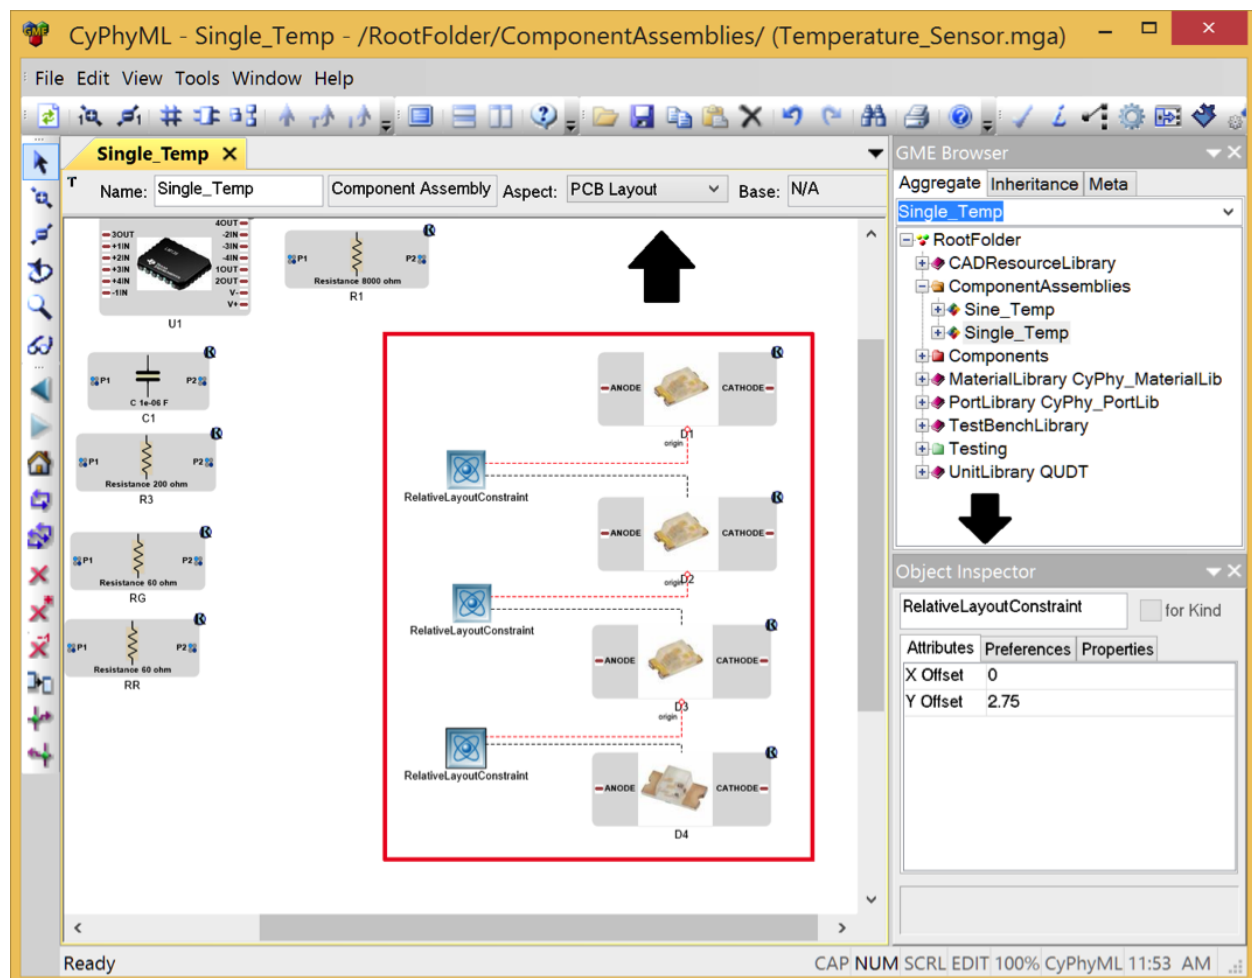 CyPhyML - Single_Temp - /RootFolder/ComponentAssemblies/ (Temperature_Sensor.mga)
File Edit View Tools Window Help
Single_Temp
Name: Single_Temp Component Assembly Aspect: PCB Layout Base: N/A
3OUT
+1IN
+2IN
+3IN
+4IN
-1IN
4OUT
-2IN
-3IN
-4IN
1OUT
2OUT
V-
V+
U1
P1 P2
Resistance 8000 ohm
R1
P1 P2
C 1e-06 F
C1
P1 P2
Resistance 200 ohm
R3
P1 P2
Resistance 60 ohm
RG
P1 P2
Resistance 60 ohm
RR
ANODE CATHODE
D1
origin
RelativeLayoutConstraint
ANODE CATHODE
D2
origin
RelativeLayoutConstraint
ANODE CATHODE
D3
origin
RelativeLayoutConstraint
ANODE CATHODE
D4
GME Browser
Aggregate Inheritance Meta
Single_Temp
RootFolder
CADResourceLibrary
ComponentAssemblies
Sine_Temp
Single_Temp
Components
MaterialLibrary CyPhy_MaterialLib
PortLibrary CyPhy_PortLib
TestBenchLibrary
Testing
UnitLibrary QUDT
Object Inspector
RelativeLayoutConstraint for Kind
Attributes Preferences Properties
X Offset 0
Y Offset 2.75
Ready CAP NUM SCRL EDIT 100% CyPhyML 11:53 AM